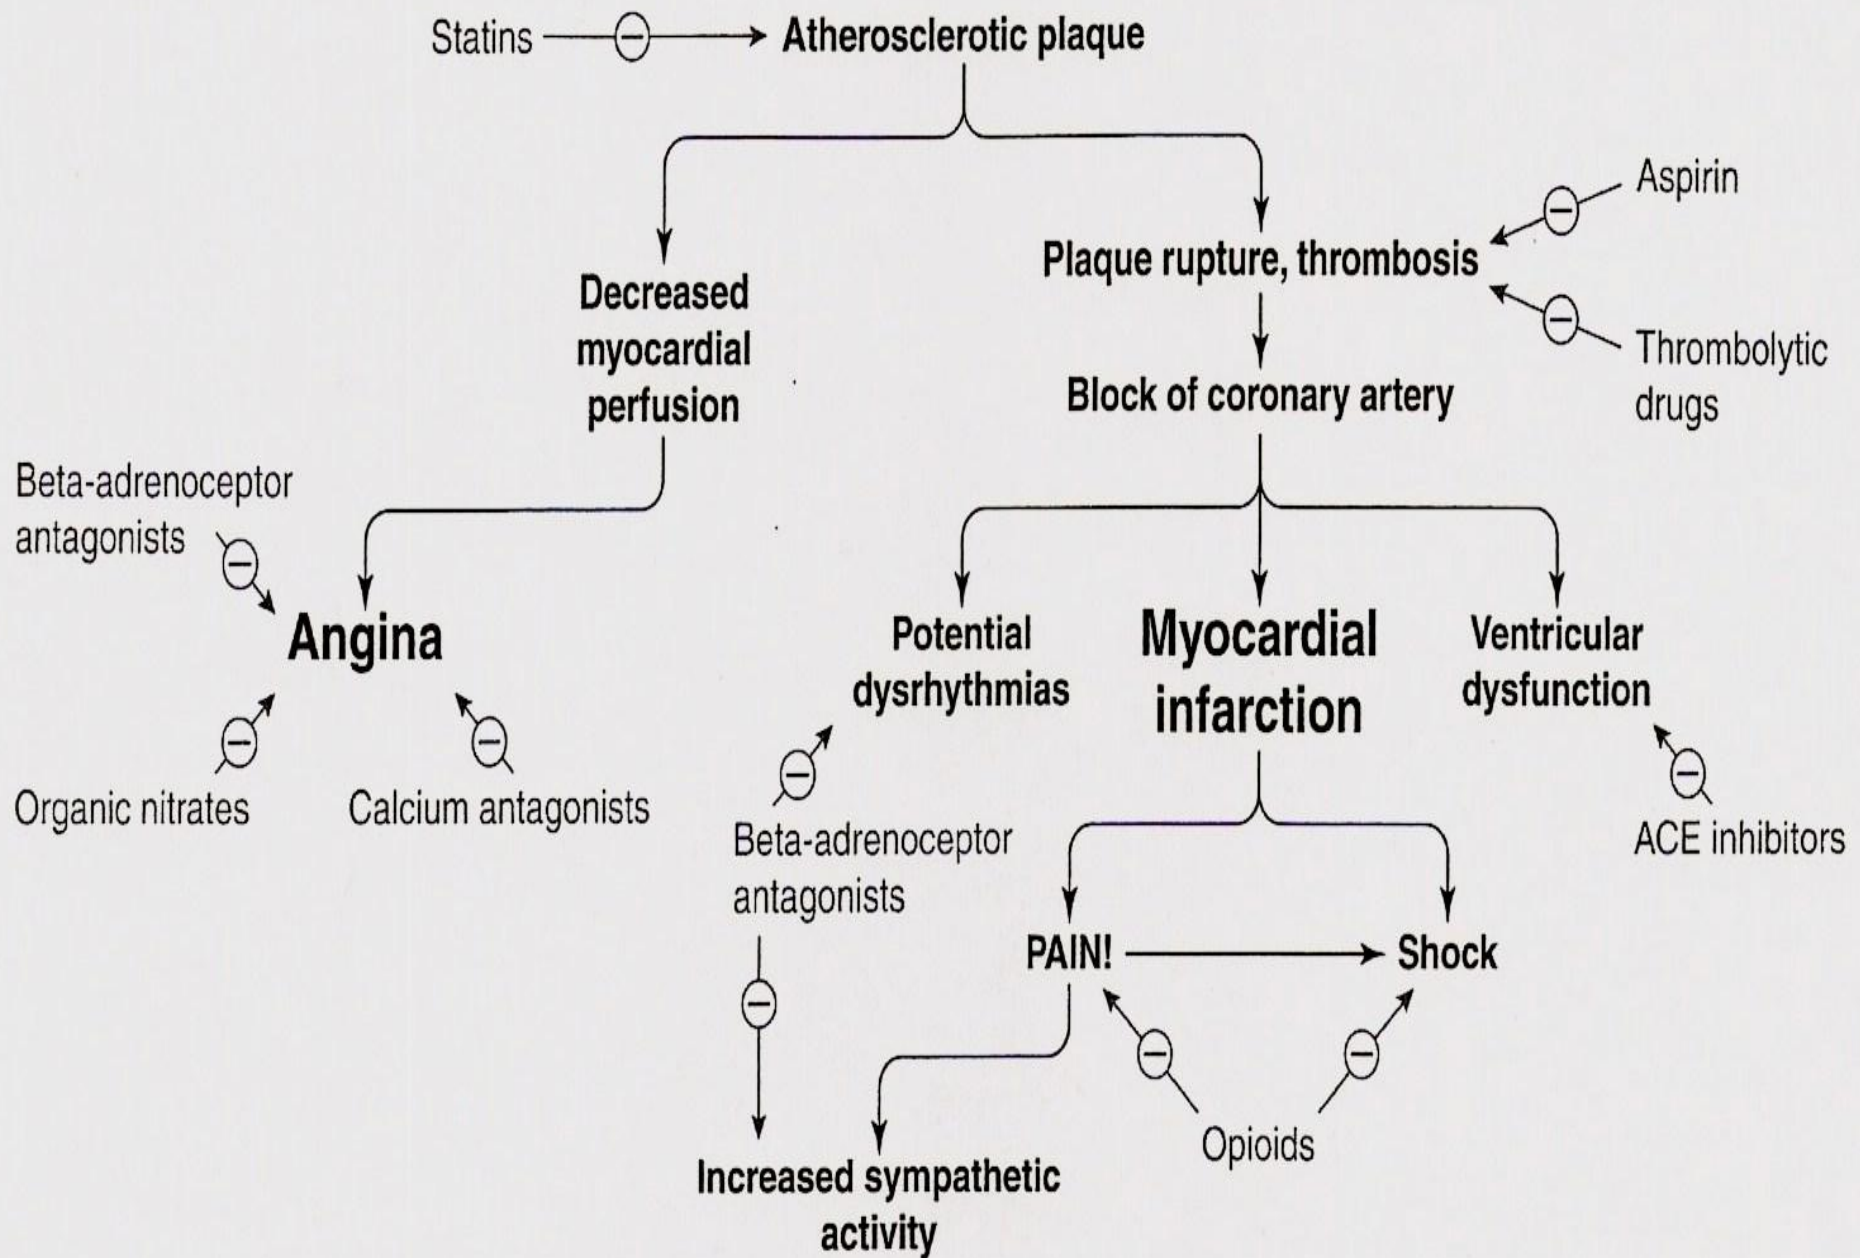 Statins
Atherosclerotic plaque
Aspirin
Plaque rupture, thrombosis
Decreased
myocardial
perfusion
Thrombolytic
drugs
Block of coronary artery
Beta-adrenoceptor
antagonists
Angina
Potential
dysrhythmias
Myocardial
infarction
Ventricular
dysfunction
Organic nitrates
Calcium antagonists
Beta-adrenoceptor
antagonists
ACE inhibitors
PAIN!
Shock
Opioids
Increased sympathetic
activity